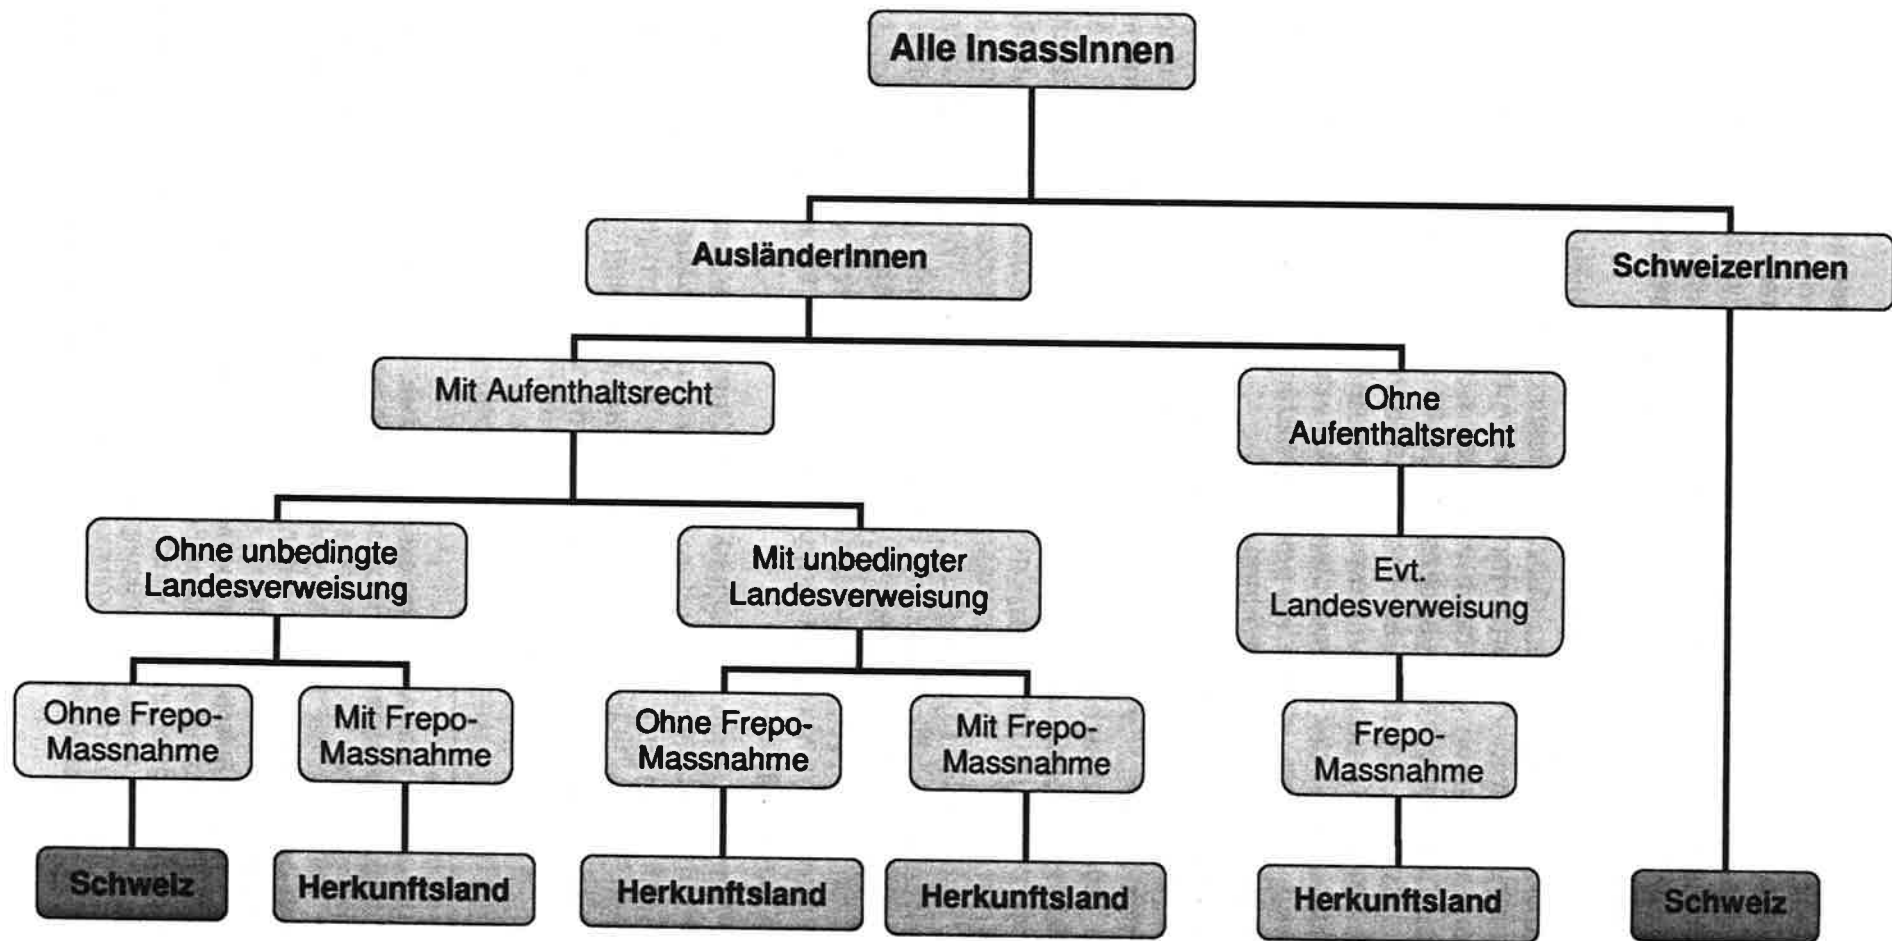 Alle InsassInnen
AusländerInnen
SchweizerInnen
Mit Aufenthaltsrecht
Ohne
Aufenthaltsrecht
Ohne unbedingte
Landesverweisung
Mit unbedingter
Landesverweisung
Evt.
Landesverweisung
Ohne Frepo-
Massnahme
Mit Frepo-
Massnahme
Ohne Frepo-
Massnahme
Mit Frepo-
Massnahme
Frepo-
Massnahme
Schweiz
Herkunftsland
Herkunftsland
Herkunftsland
Herkunftsland
Schweiz